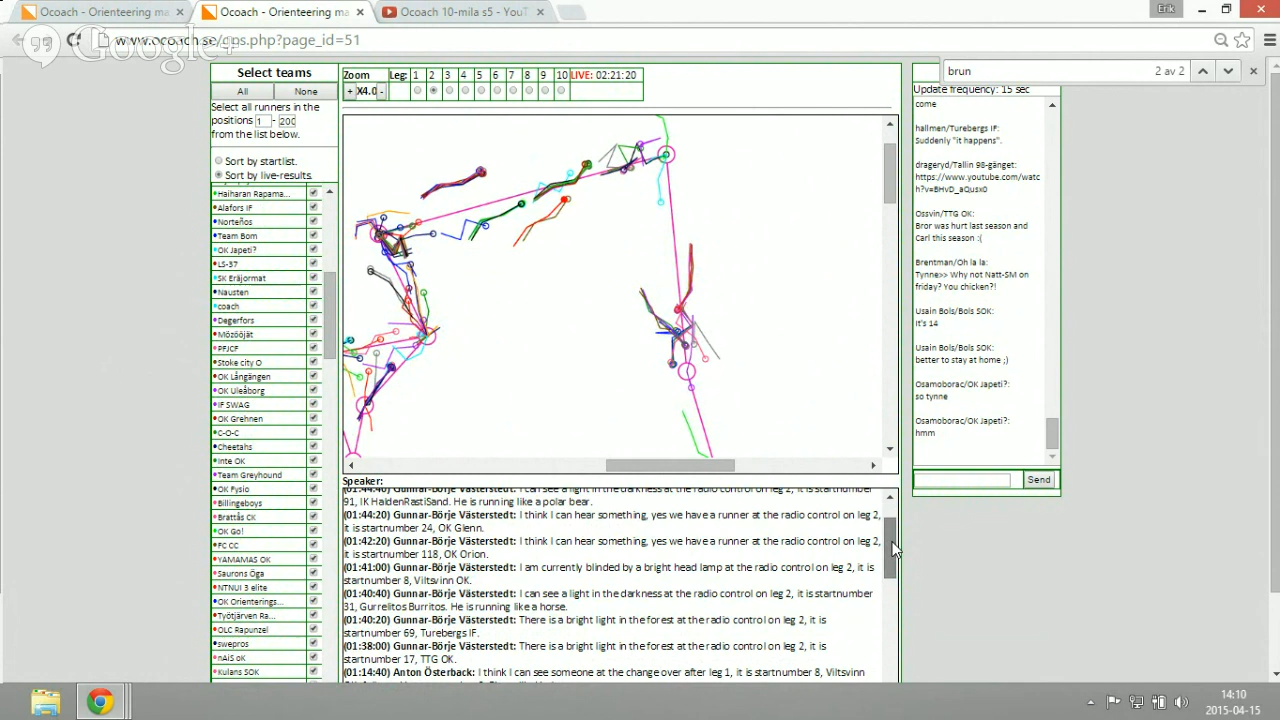 Erik
Ocoach - Orienteering ma
Ocoach - Orienteering ma
Ocoach 10-mila s5 - YouT
Google+
www.ocoach.se/cms.php?page_id=51
brun
2 av 2
Select teams
All
None
Select all runners in the
positions 1 - 200
from the list below.
Sort by startlist.
Sort by live-results.
Haiharan Rapama...
Alafors IF
Norteños
Team Bom
OK Japeti?
LS-37
SK Eräjormat
Nausten
coach
Degerfors
Mözööjät
PFJCF
Stoke city O
OK Långängen
OK Uleåborg
IF SWAG
OK Grehnen
C-O-C
Cheetahs
Inte OK
Team Greyhound
OK Fysio
Billingeboys
Brattås CK
OK Go!
FC CC
YAMAMAS OK
Saurons Öga
NTNUI 3 elite
OK Orienterings...
Työtjärven Ra...
OLC Rapunzel
swepros
nAiS oK
Kulans SOK
Zoom
Leg: 1 2 3 4 5 6 7 8 9 10
LIVE: 02:21:20
+ X4.0 -
Speaker:
91, IK HaldenRastiSand. He is running like a polar bear.
(01:44:20) Gunnar-Börje Västerstedt: I think I can hear something, yes we have a runner at the radio control on leg 2,
it is startnumber 24, OK Glenn.
(01:42:20) Gunnar-Börje Västerstedt: I think I can hear something, yes we have a runner at the radio control on leg 2,
it is startnumber 118, OK Orion.
(01:41:00) Gunnar-Börje Västerstedt: I am currently blinded by a bright head lamp at the radio control on leg 2, it is
startnumber 8, Viltsvinn OK.
(01:40:40) Gunnar-Börje Västerstedt: I can see a light in the darkness at the radio control on leg 2, it is startnumber
31, Gurrelitos Burritos. He is running like a horse.
(01:40:20) Gunnar-Börje Västerstedt: There is a bright light in the forest at the radio control on leg 2, it is
startnumber 69, Turebergs IF.
(01:38:00) Gunnar-Börje Västerstedt: There is a bright light in the forest at the radio control on leg 2, it is
startnumber 17, TTG OK.
(01:14:40) Anton Österback: I think I can see someone at the change over after leg 1, it is startnumber 8, Viltsvinn
Update frequency: 15 sec
come
hallmen/Turebergs IF:
Suddenly "it happens".
drageryd/Tallin 98-gänget:
https://www.youtube.com/watc
h?v=BHvD_aQusx0
Ossvin/TTG OK:
Bror was hurt last season and
Carl this season :(
Brentman/Oh la la:
Tynne>> Why not Natt-SM on
friday? You chicken?!
Usain Bols/Bols SOK:
it's 14
Usain Bols/Bols SOK:
better to stay at home ;)
Osamoborac/OK Japeti?:
so tynne
Osamoborac/OK Japeti?:
hmm
Send
14:10
2015-04-15